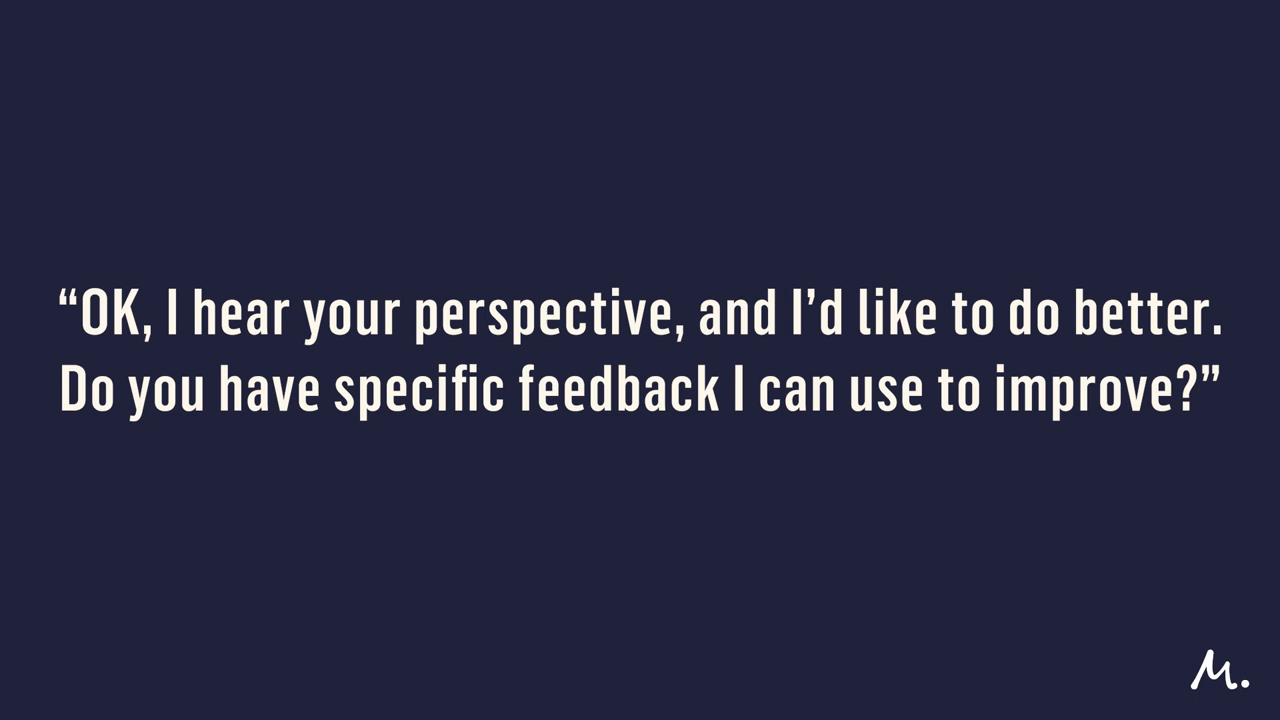 “OK, I hear your perspective, and I’d like to do better.
Do you have specific feedback I can use to improve?”
M.